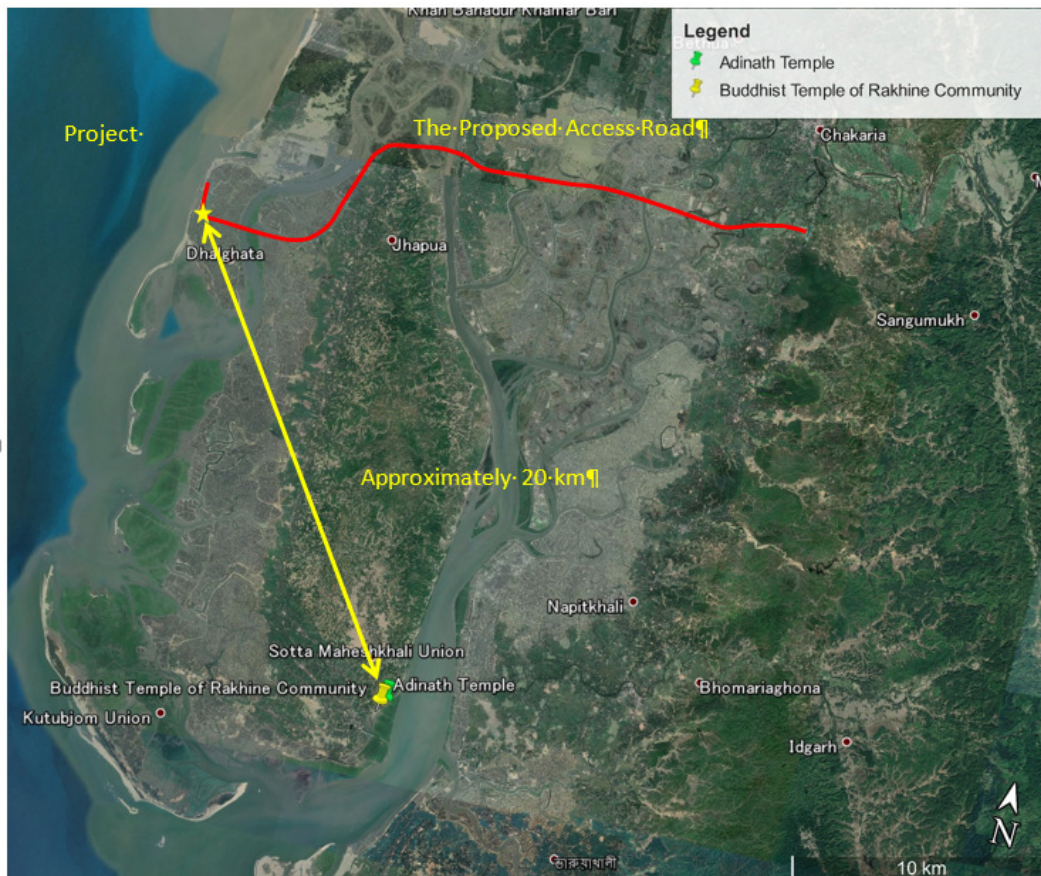 Khan Bahadur Khamar Bari
Legend
Adinath Temple
Buddhist Temple of Rakhine Community
Project·
The·Proposed·Access·Road¶
Chakaria
Dhalghata
Jhapua
Sangumukh
Approximately·20·km¶
Napitkhali
Sotta Maheshkhali Union
Buddhist Temple of Rakhine Community
Adinath Temple
Bhomariaghona
Kutubjom Union
Idgarh
N
10 km